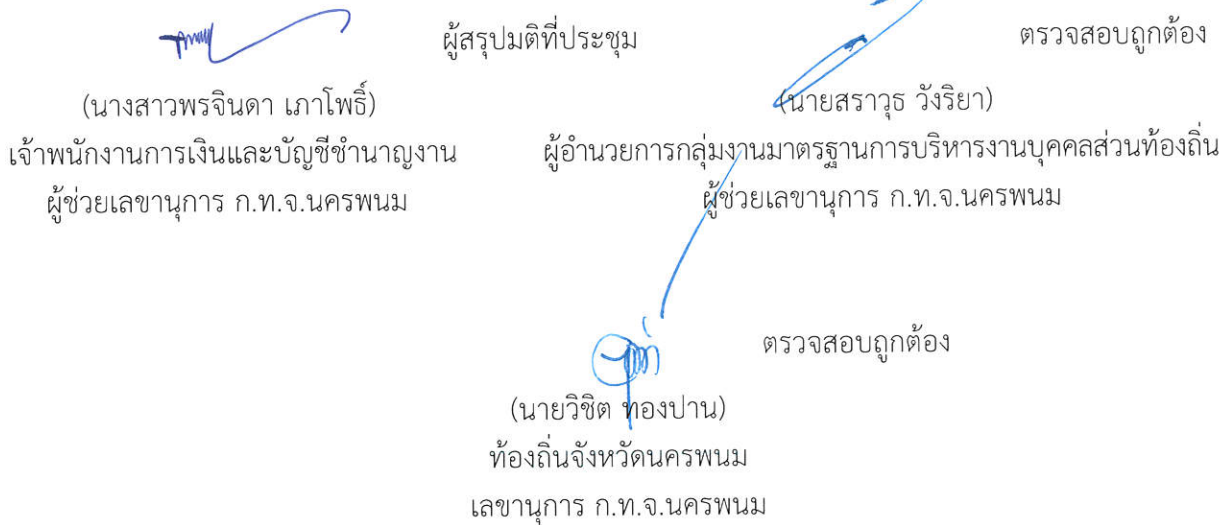 ผู้สรุปมติที่ประชุม
(นางสาวพรจินดา เภาโพธิ์)
เจ้าพนักงานการเงินและบัญชีชำนาญงาน
ผู้ช่วยเลขานุการ ก.ท.จ.นครพนม
ตรวจสอบถูกต้อง
(นายสราวุธ วังริยา)
ผู้อำนวยการกลุ่มงานมาตรฐานการบริหารงานบุคคลส่วนท้องถิ่น
ผู้ช่วยเลขานุการ ก.ท.จ.นครพนม
ตรวจสอบถูกต้อง
(นายวิชิต ทองปาน)
ท้องถิ่นจังหวัดนครพนม
เลขานุการ ก.ท.จ.นครพนม